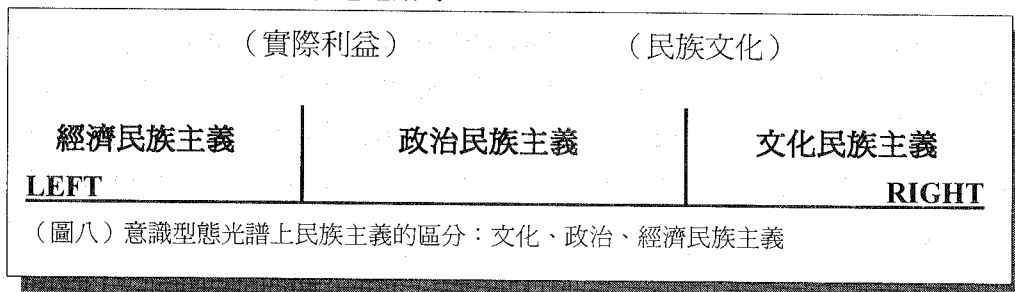 （實際利益） （民族文化）
經濟民族主義 政治民族主義 文化民族主義
LEFT RIGHT
（圖八）意識型態光譜上民族主義的區分：文化、政治、經濟民族主義